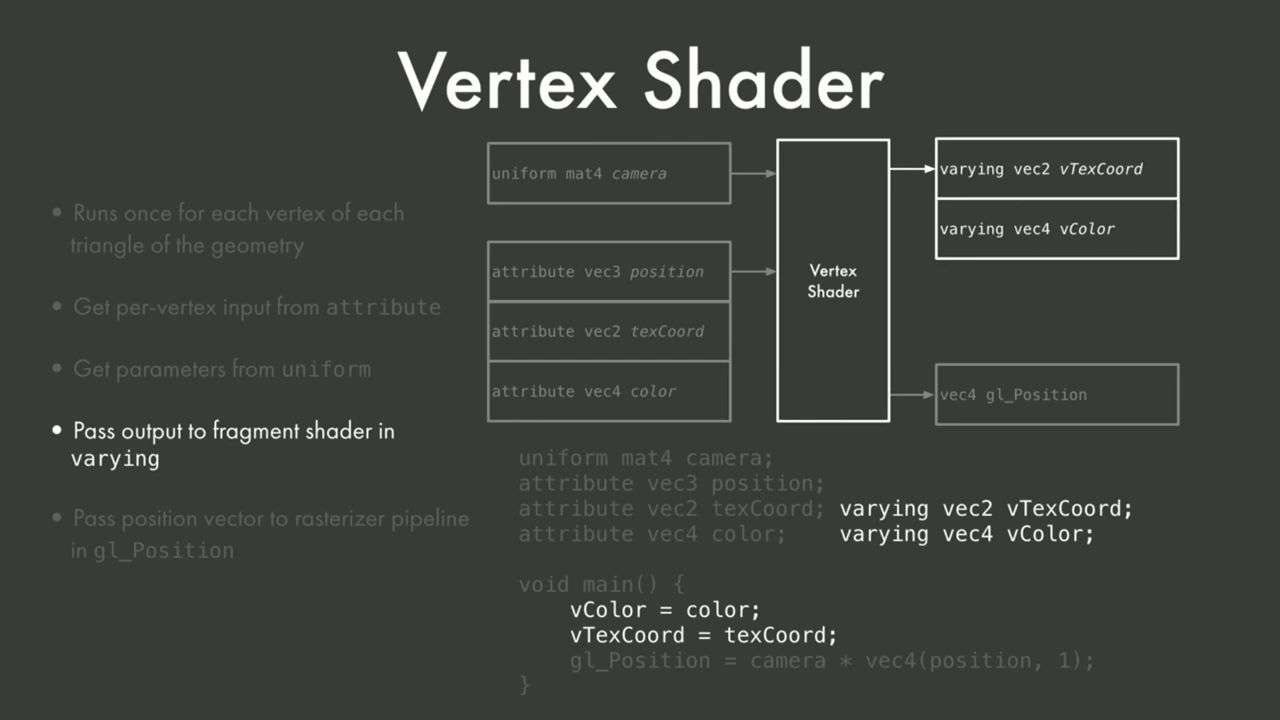 Vertex Shader
• Runs once for each vertex of each
triangle of the geometry
• Get per-vertex input from attribute
• Get parameters from uniform
• Pass output to fragment shader in
varying
• Pass position vector to rasterizer pipeline
in gl_Position
uniform mat4 camera
attribute vec3 position
attribute vec2 texCoord
attribute vec4 color
Vertex
Shader
varying vec2 vTexCoord
varying vec4 vColor
vec4 gl_Position
uniform mat4 camera;
attribute vec3 position;
attribute vec2 texCoord; varying vec2 vTexCoord;
attribute vec4 color; varying vec4 vColor;
void main() {
vColor = color;
vTexCoord = texCoord;
gl_Position = camera * vec4(position, 1);
}